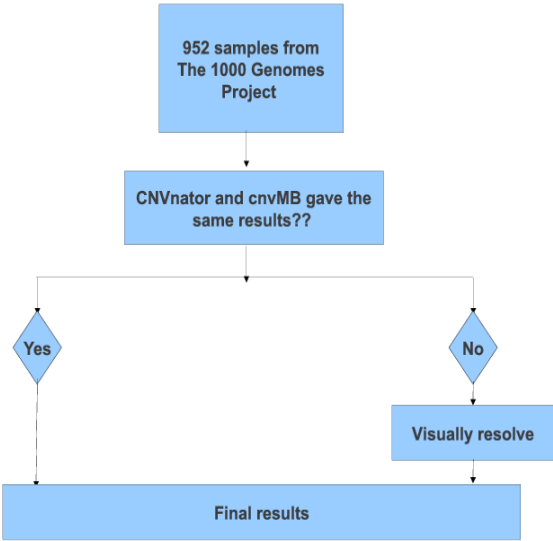 952 samples from
The 1000 Genomes
Project
CNVnator and cnvMB gave the
same results??
Yes
No
Visually resolve
Final results